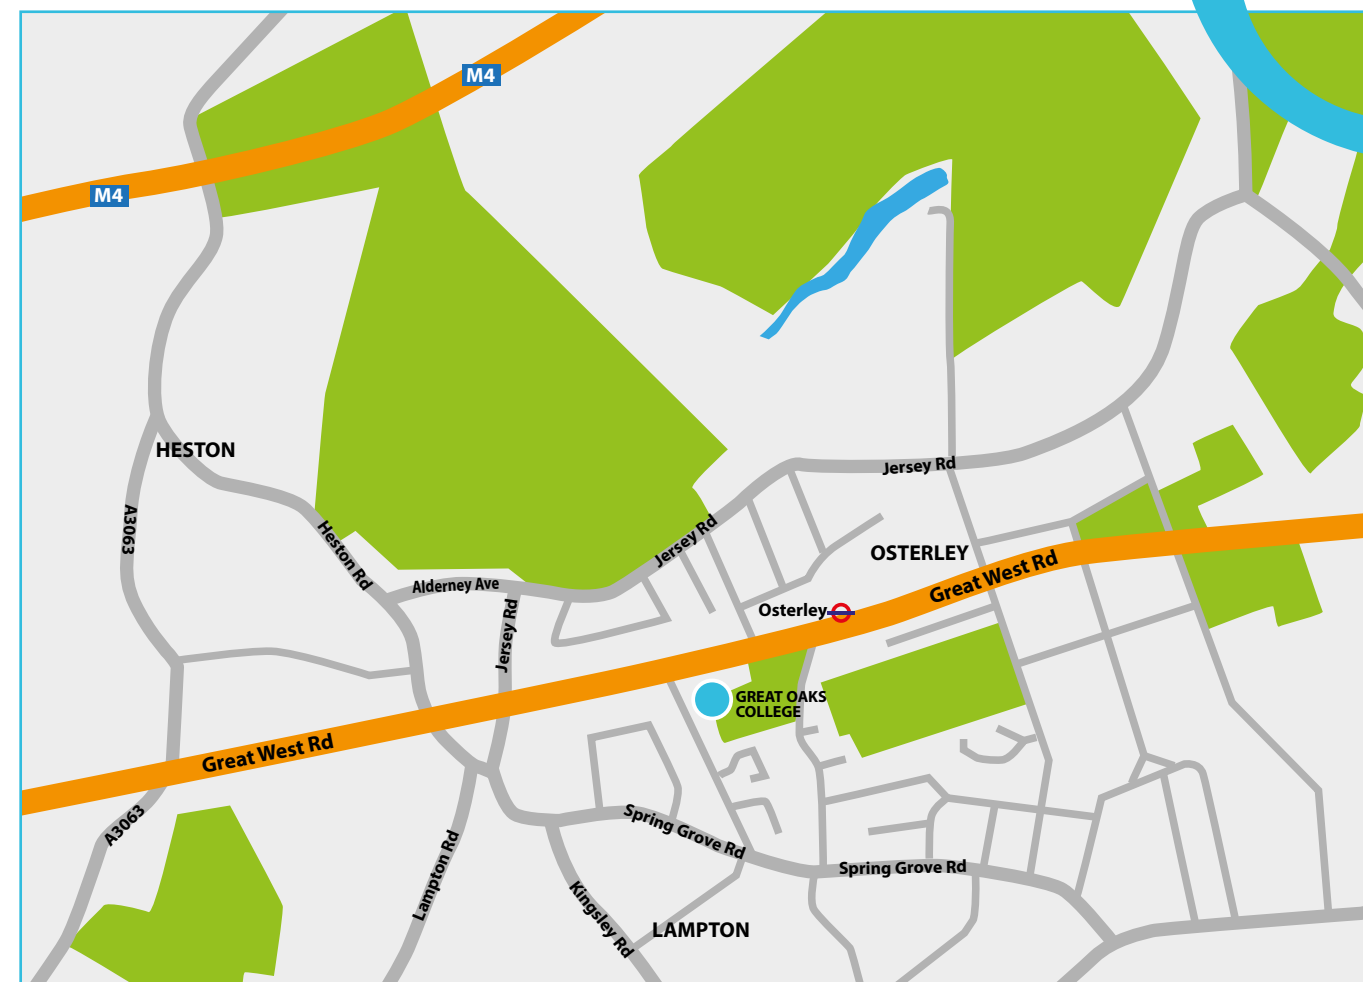 M4
M4
HESTON
Jersey Rd
A3063
Heston Rd
Jersey Rd
OSTERLEY
Great West Rd
Alderney Ave
Osterley
Jersey Rd
GREAT OAKS
COLLEGE
Great West Rd
A3063
Spring Grove Rd
Spring Grove Rd
Lampton Rd
Kingsley Rd
LAMPTON